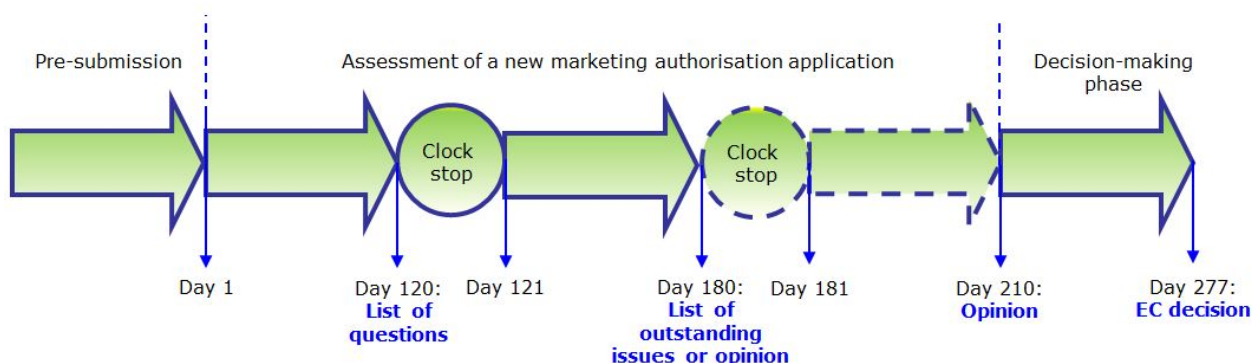 Pre-submission
Assessment of a new marketing authorisation application
Decision-making
phase
Clock
stop
Clock
stop
Day 1
Day 120:
List of
questions
Day 121
Day 180:
List of
outstanding
issues or opinion
Day 181
Day 210:
Opinion
Day 277:
EC decision